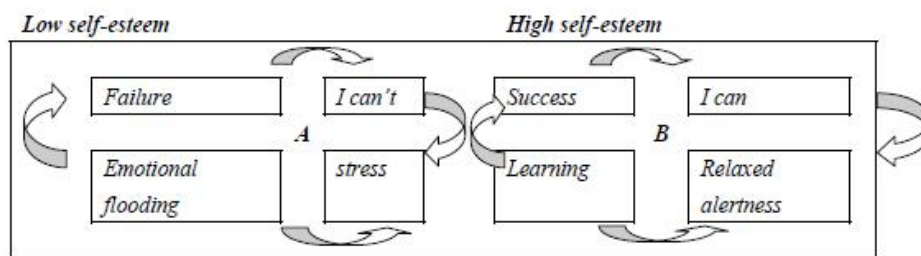 Low self-esteem High self-esteem
Failure I can't Success I can
A B
Emotional flooding stress Learning Relaxed alertness